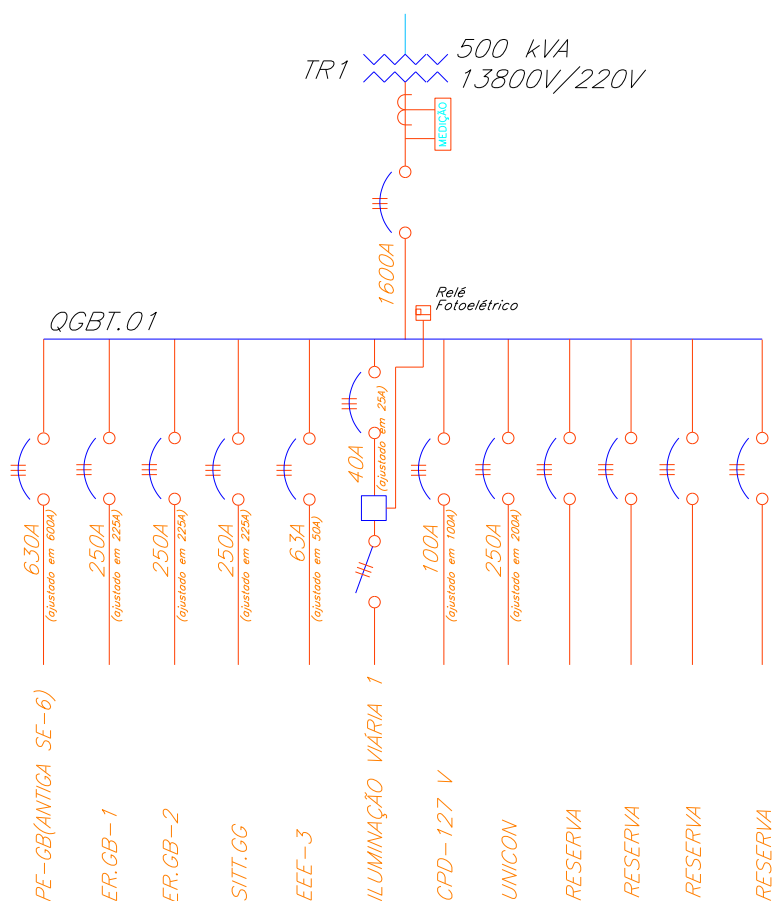 500 kVA
TR1
13800V/220V
MEDIÇÃO
1600A
Relé
Fotoelétrico
QGBT.01
630A
(ajustado em 600A)
250A
(ajustado em 225A)
250A
(ajustado em 225A)
250A
(ajustado em 225A)
63A
(ajustado em 50A)
40A
(ajustado em 25A)
100A
(ajustado em 100A)
250A
(ajustado em 200A)
PE-GB(ANTIGA SE-6)
ER.GB-1
ER.GB-2
SITT.GG
EEE-3
ILUMINAÇÃO VIÁRIA 1
CPD-127 V
UNICON
RESERVA
RESERVA
RESERVA
RESERVA